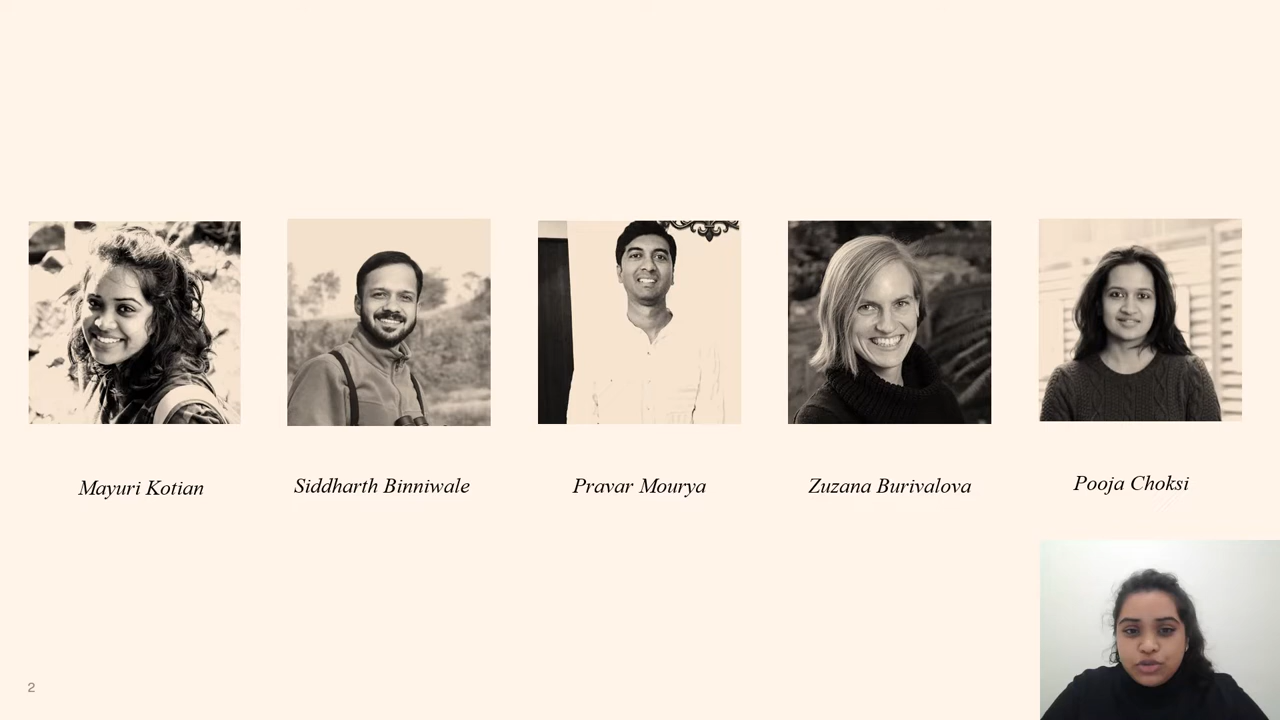 Mayuri Kotian
Siddharth Binniwale
Pravar Mourya
Zuzana Burivalova
Pooja Choksi
2